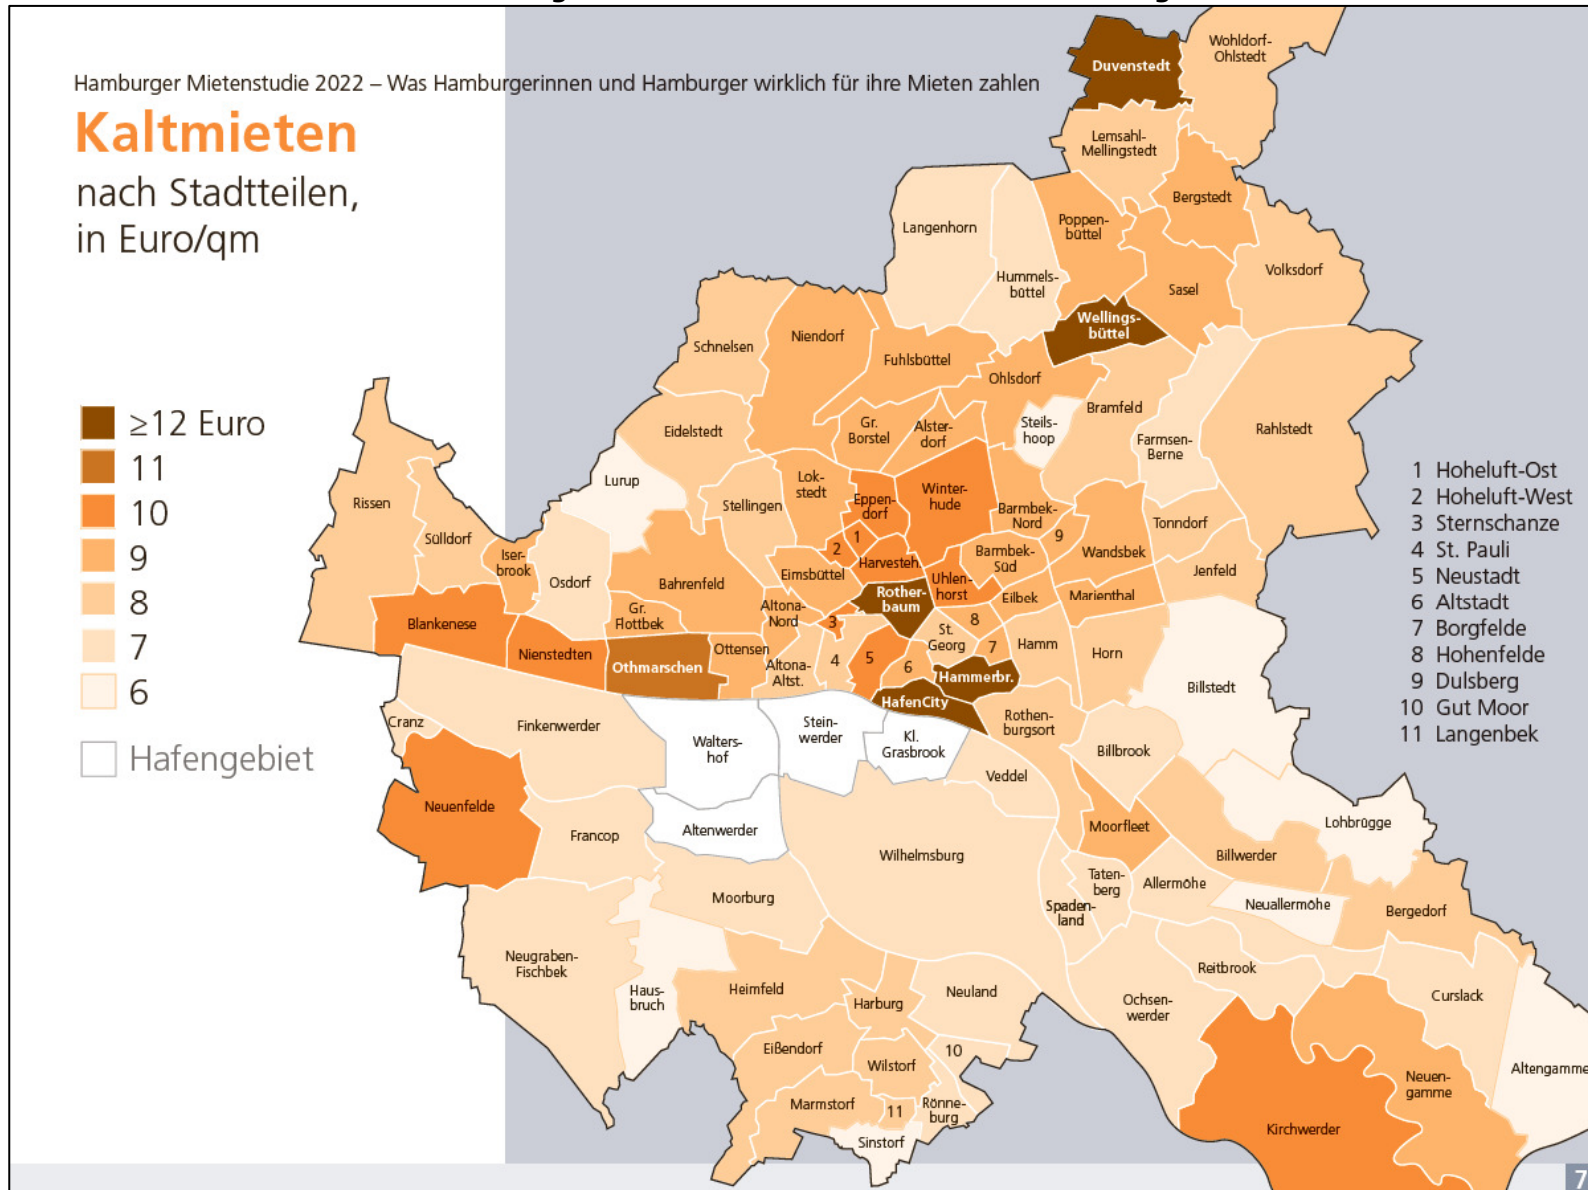 Hamburger Mietenstudie 2022 – Was Hamburgerinnen und Hamburger wirklich für ihre Mieten zahlen
Kaltmieten
nach Stadtteilen,
in Euro/qm
≥12 Euro
11
10
9
8
7
6
Hafengebiet
Duvenstedt
Wohldorf-
Ohlstedt
Lemsahl-
Mellingstedt
Bergstedt
Langenhorn
Poppen-
büttel
Hummels-
büttel
Volksdorf
Sasel
Wellings-
büttel
Schnelsen
Niendorf
Fuhlsbüttel
Ohlsdorf
Bramfeld
Steils-
hoop
Farmsen-
Berne
Rahlstedt
Eidelstedt
Gr.
Borstel
Alster-
dorf
Lurup
Rissen
Sülldorf
Iser-
brook
Osdorf
Stellingen
Lok-
stedt
Eppen-
dorf
Winter-
hude
Barmbek-
Nord
9
Wandsbek
Tonndorf
Jenfeld
1
2
Harvesteh.
Barmbek-
Süd
Bahrenfeld
Eimsbüttel
Uhlen-
horst
Eilbek
Marienthal
Rother-
baum
Gr.
Flottbek
Altona-
Nord
3
8
Blankenese
Nienstedten
Othmarschen
Ottensen
Altona-
Altst.
4
5
6
St.
Georg
7
Hamm
Horn
Hammerbr.
HafenCity
Billstedt
Cranz
Finkenwerder
Walters-
hof
Stein-
werder
Kl.
Grasbrook
Rothen-
burgsort
Billbrook
Veddel
Neuenfelde
Francop
Altenwerder
Wilhelmsburg
Moorfleet
Lohbrügge
Billwerder
Moorburg
Taten-
berg
Allermöhe
Spaden-
land
Neuallermöhe
Bergedorf
Neugraben-
Fischbek
Haus-
bruch
Heimfeld
Harburg
Neuland
Reitbrook
Ochsen-
werder
Curslack
Eißendorf
Wilstorf
10
Altengamme
Neuen-
gamme
Marmstorf
11
Rönne-
burg
Sinstorf
Kirchwerder
1 Hoheluft-Ost
2 Hoheluft-West
3 Sternschanze
4 St. Pauli
5 Neustadt
6 Altstadt
7 Borgfelde
8 Hohenfelde
9 Dulsberg
10 Gut Moor
11 Langenbek
7